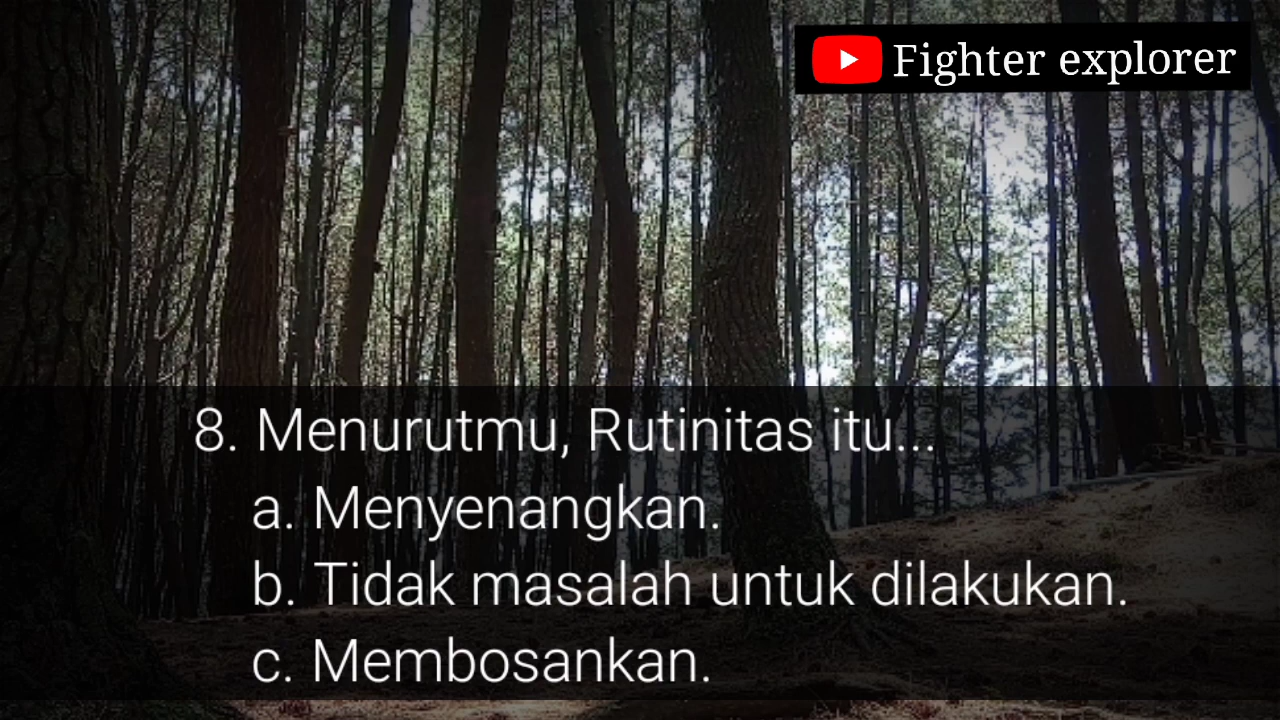 Fighter explorer
8. Menurutmu, Rutinitas itu...
a. Menyenangkan.
b. Tidak masalah untuk dilakukan.
c. Membosankan.